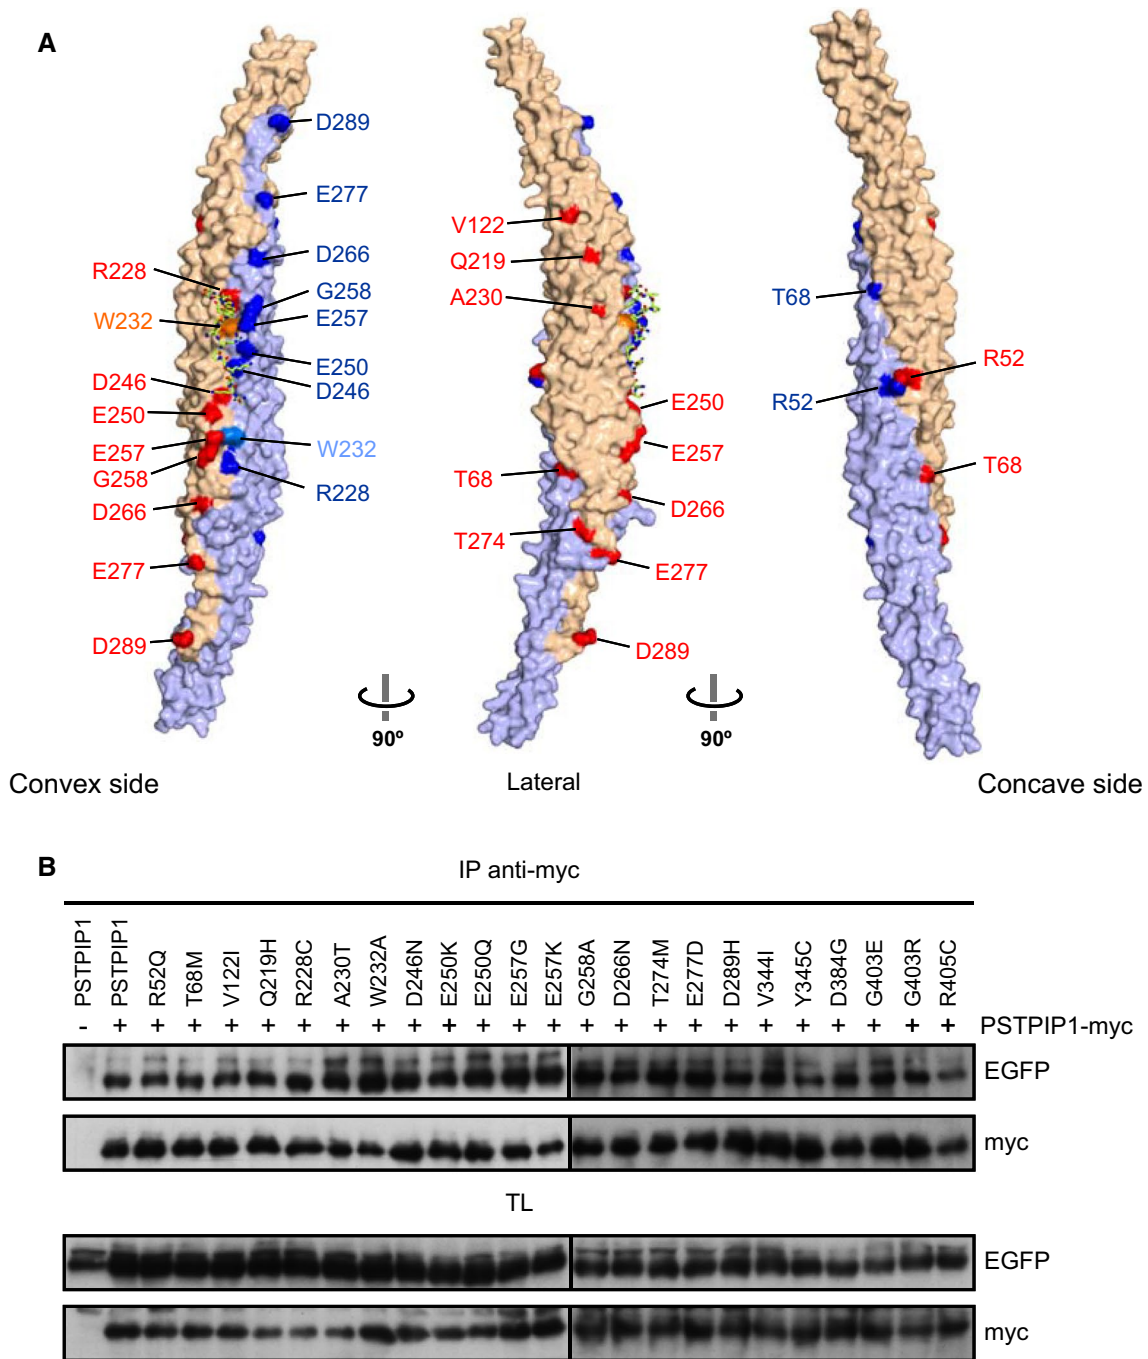 A
D289
E277
D266
R228
G258
W232
E257
E250
D246
D246
E250
E257
W232
G258
R228
D266
E277
D289
V122
Q219
A230
E250
E257
T68
D266
T274
E277
D289
T68
R52
R52
T68
90º
90º
Convex side
Lateral
Concave side
B
IP anti-myc
PSTPIP1
PSTPIP1
R52Q
T68M
V122I
Q219H
R228C
A230T
W232A
D246N
E250K
E250Q
E257G
E257K
G258A
D266N
T274M
E277D
D289H
V344I
Y345C
D384G
G403E
G403R
R405C
- + + + + + + + + + + + + + + + + + + + + + + + + PSTPIP1-myc
EGFP
myc
TL
EGFP
myc